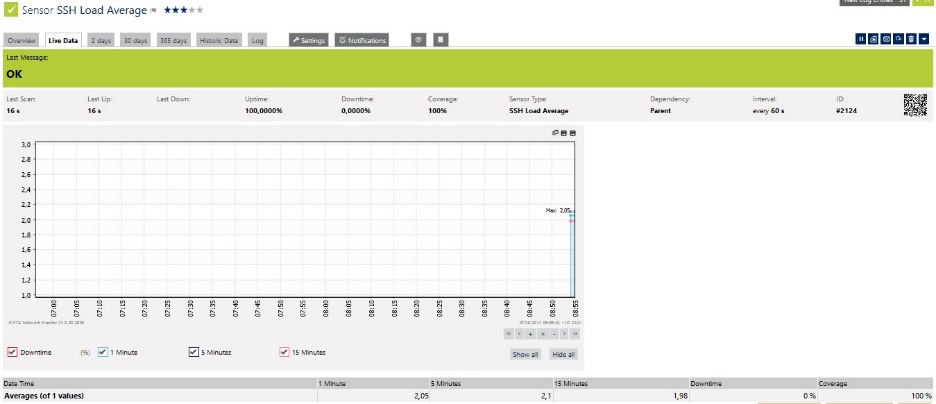 Sensor SSH Load Average
Overview Live Data 2 days 30 days 365 days Historic Data Log Settings Notifications
Last Message:
OK
Last Scan: Last Up: Last Down: Uptime: Downtime: Coverage: Sensor Type: Dependency: Interval: ID:
16 s 16 s 100,0000% 0,0000% 100% SSH Load Average Parent every 60 s #2124
3,0
2,8
2,6
2,4
2,2
Max: 2,05
2,0
1,8
1,6
1,4
1,2
1,0
07:00 07:05 07:10 07:15 07:20 07:25 07:30 07:35 07:40 07:45 07:50 07:55 08:00 08:05 08:10 08:15 08:20 08:25 08:30 08:35 08:40 08:45 08:50 08:55
Downtime (%) 1 Minute 5 Minutes 15 Minutes Show all Hide all
Date Time 1 Minute 5 Minutes 15 Minutes Downtime Coverage
Averages (of 1 values) 2,05 2,1 1,98 0 % 100 %